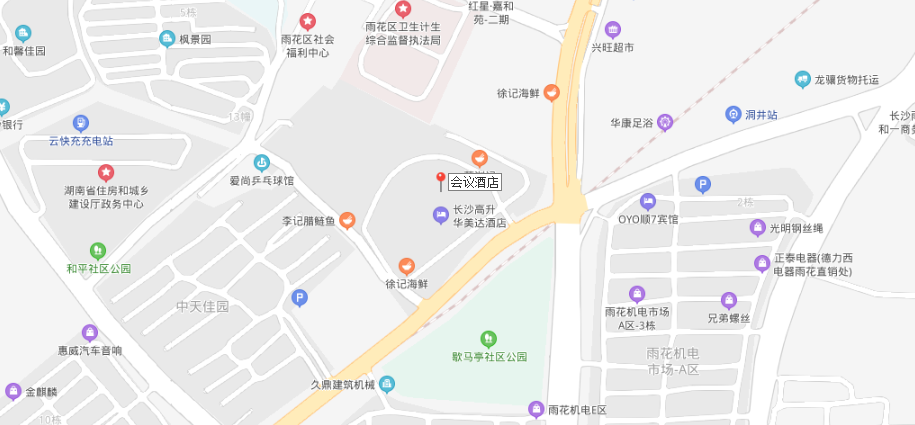 红星·嘉和
苑-二期
5栋
枫景园
和馨佳园
雨花区社会
福利中心
雨花区卫生计生
综合监督执法局
兴旺超市
徐记海鲜
龙骧货物托运
银行
13幢
云快充充电站
华康足浴
洞井站
长沙雨
和一商务
湖南省住房和城乡
建设厅政务中心
爱尚乒乓球馆
会议酒店
李记腊鲢鱼
长沙高升
华美达酒店
OYO顺7宾馆
2栋
光明钢丝绳
和平社区公园
徐记海鲜
正泰电器(德力西
电器雨花直销处)
中天佳园
雨花机电市场
A区-3栋
兄弟螺丝
惠威汽车音响
歇马亭社区公园
雨花机电
市场-A区
金麒麟
久鼎建筑机械
10栋
雨花机电E区